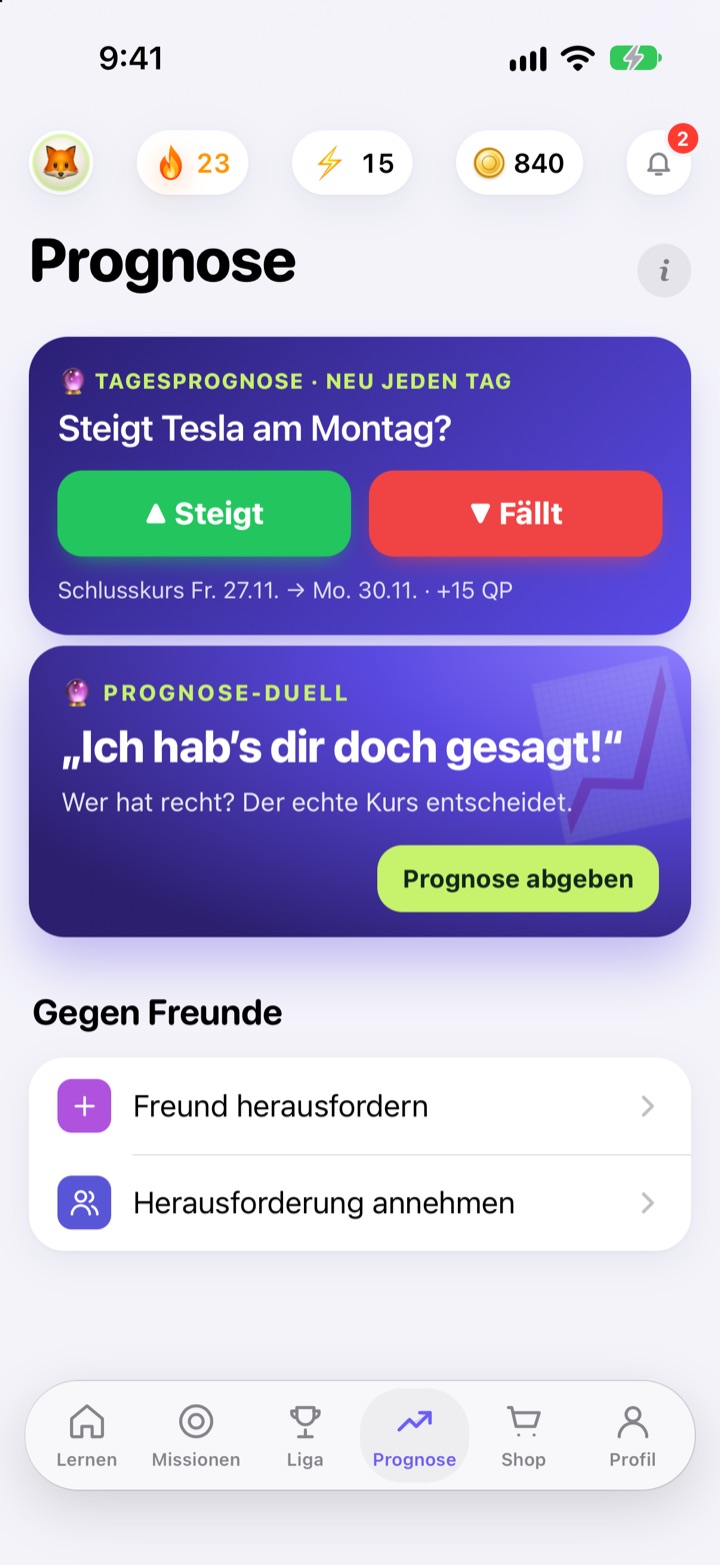 9:41
23
15
840
2
Prognose
i
TAGESPROGNOSE · NEU JEDEN TAG
Steigt Tesla am Montag?
▲ Steigt
▼ Fällt
Schlusskurs Fr. 27.11. → Mo. 30.11. · +15 QP
PROGNOSE-DUELL
„Ich hab’s dir doch gesagt!“
Wer hat recht? Der echte Kurs entscheidet.
Prognose abgeben
Gegen Freunde
Freund herausfordern
Herausforderung annehmen
Lernen
Missionen
Liga
Prognose
Shop
Profil